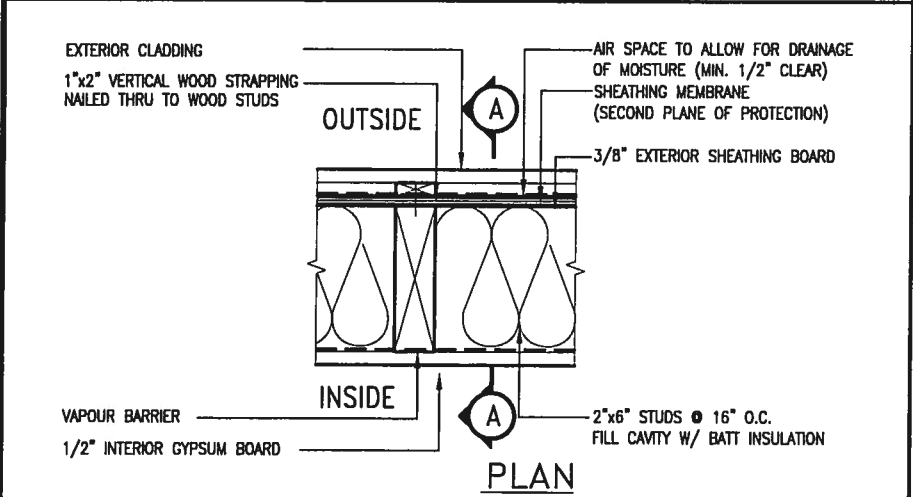 EXTERIOR CLADDING
1"x2" VERTICAL WOOD STRAPPING
NAILED THRU TO WOOD STUDS
AIR SPACE TO ALLOW FOR DRAINAGE
OF MOISTURE (MIN. 1/2" CLEAR)
SHEATHING MEMBRANE
(SECOND PLANE OF PROTECTION)
3/8" EXTERIOR SHEATHING BOARD
OUTSIDE
A
INSIDE
A
VAPOUR BARRIER
1/2" INTERIOR GYPSUM BOARD
2"x6" STUDS @ 16" O.C.
FILL CAVITY W/ BATT INSULATION
PLAN